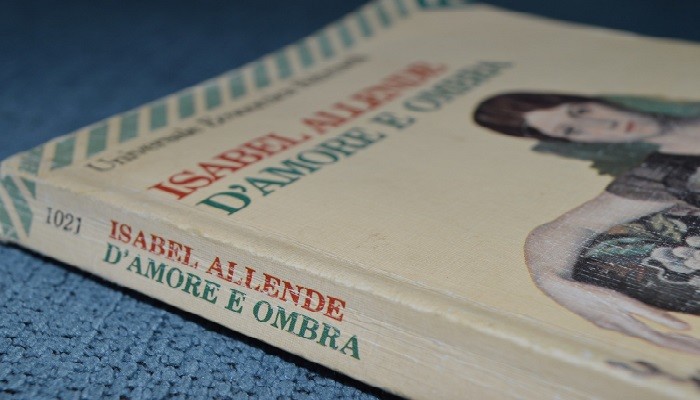 Universale Economica Feltrinelli
ISABEL ALLENDE
D'AMORE E OMBRA
1021
ISABEL ALLENDE
D'AMORE E OMBRA